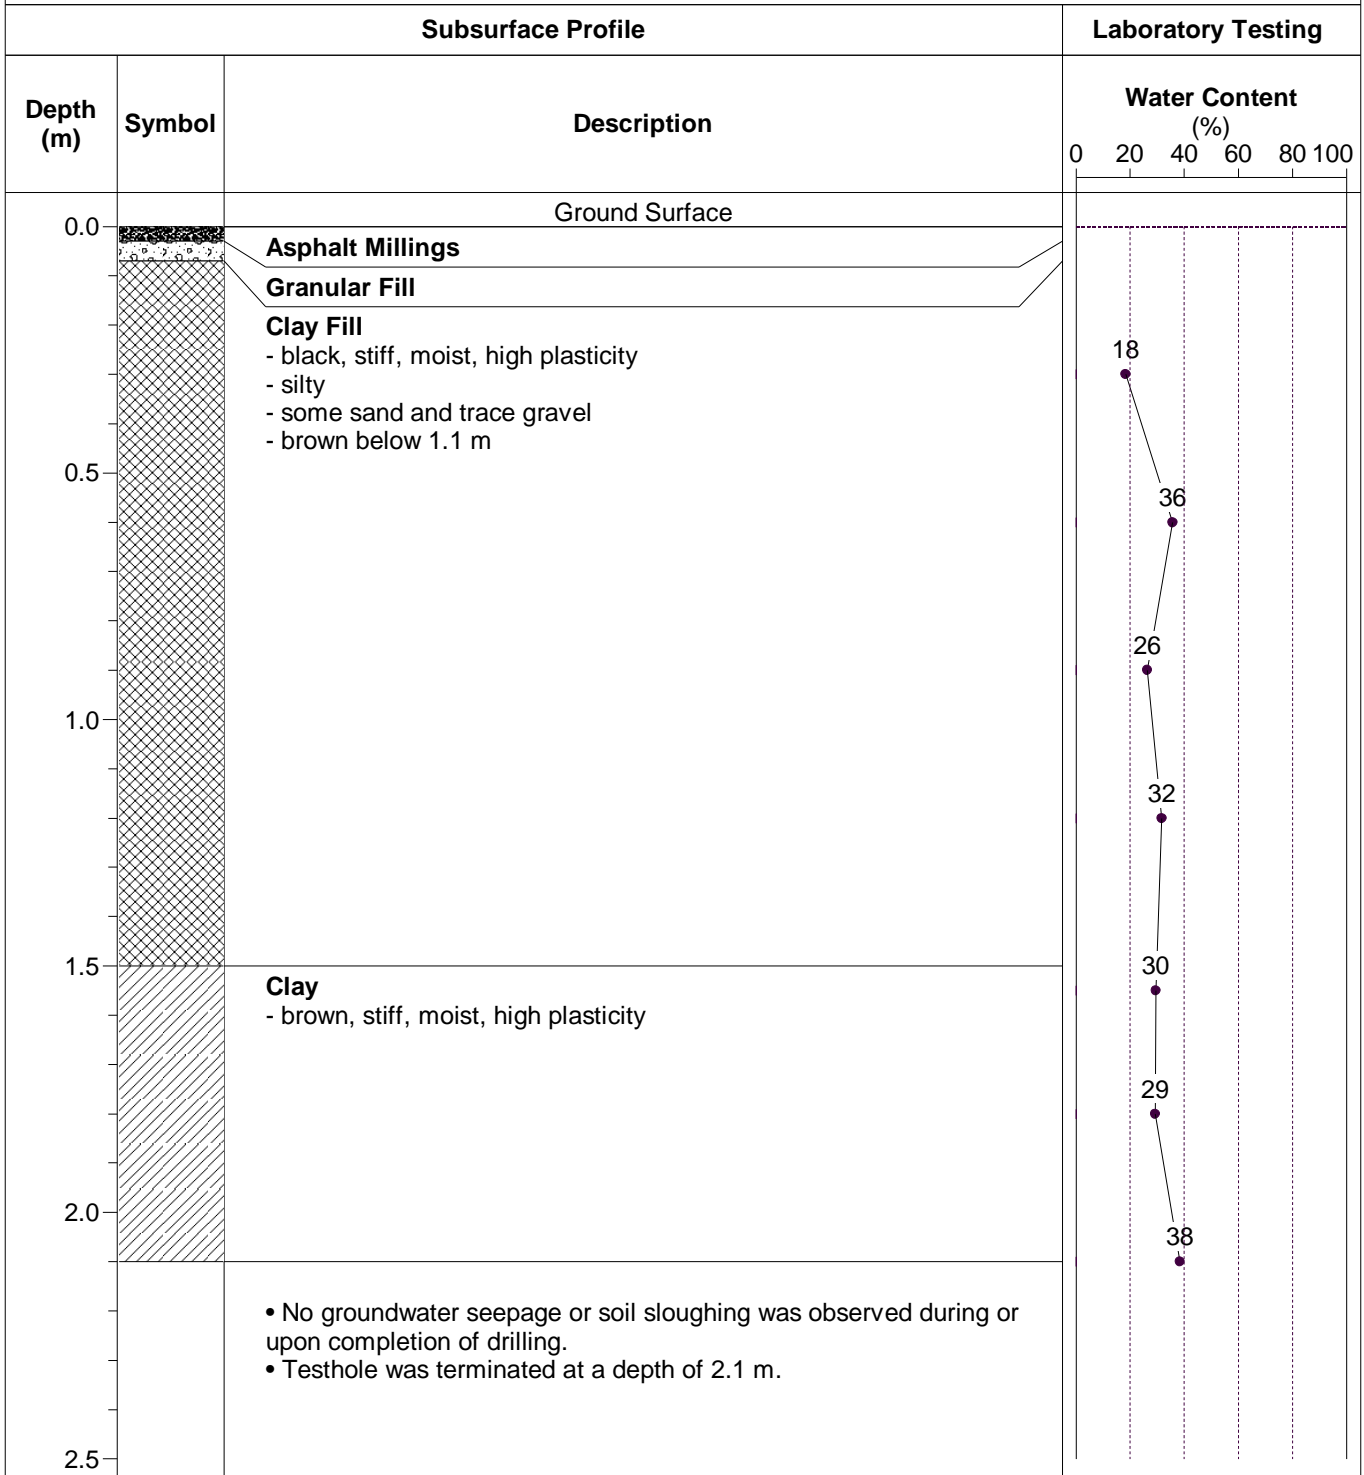 Subsurface Profile
Laboratory Testing
Depth
(m)
Symbol
Description
Water Content
(%)
0 20 40 60 80 100
Ground Surface
0.0
Asphalt Millings
Granular Fill
Clay Fill
- black, stiff, moist, high plasticity
- silty
- some sand and trace gravel
- brown below 1.1 m
18
0.5
36
26
1.0
32
1.5
30
Clay
- brown, stiff, moist, high plasticity
29
2.0
38
• No groundwater seepage or soil sloughing was observed during or
upon completion of drilling.
• Testhole was terminated at a depth of 2.1 m.
2.5